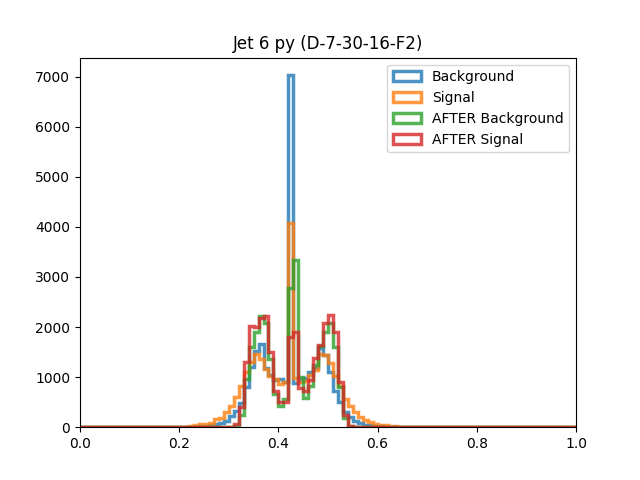 Jet 6 py (D-7-30-16-F2)
7000
6000
5000
4000
3000
2000
1000
0
0.0 0.2 0.4 0.6 0.8 1.0
Background
Signal
AFTER Background
AFTER Signal